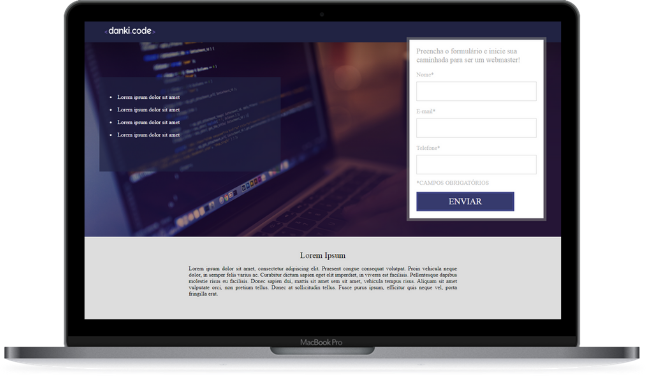 danki.code
Preencha o formulário e inicie sua
caminhada para ser um webmaster!
Nome*
Lorem ipsum dolor sit amet
Lorem ipsum dolor sit amet
E-mail*
Lorem ipsum dolor sit amet
Lorem ipsum dolor sit amet
Telefone*
*CAMPOS OBRIGATÓRIOS
ENVIAR
Lorem Ipsum
Lorem ipsum dolor sit amet, consectetur adipiscing elit. Praesent congue consequat volutpat. Proin vehicula neque
dolor, in semper felis varius ac. Curabitur dictum sapien eget elit imperdiet, in viverra est facilisis. Pellentesque dapibus
molestie risus eu facilisis. Donec sapien dui, mattis sit amet sem sit amet, vehicula tempus risus. Aliquam sit amet
vulputate orci, non pretium tellus. Donec at sollicitudin tellus. Fusce purus ipsum, efficitur quis neque vel, porta
fringilla erat.
MacBook Pro